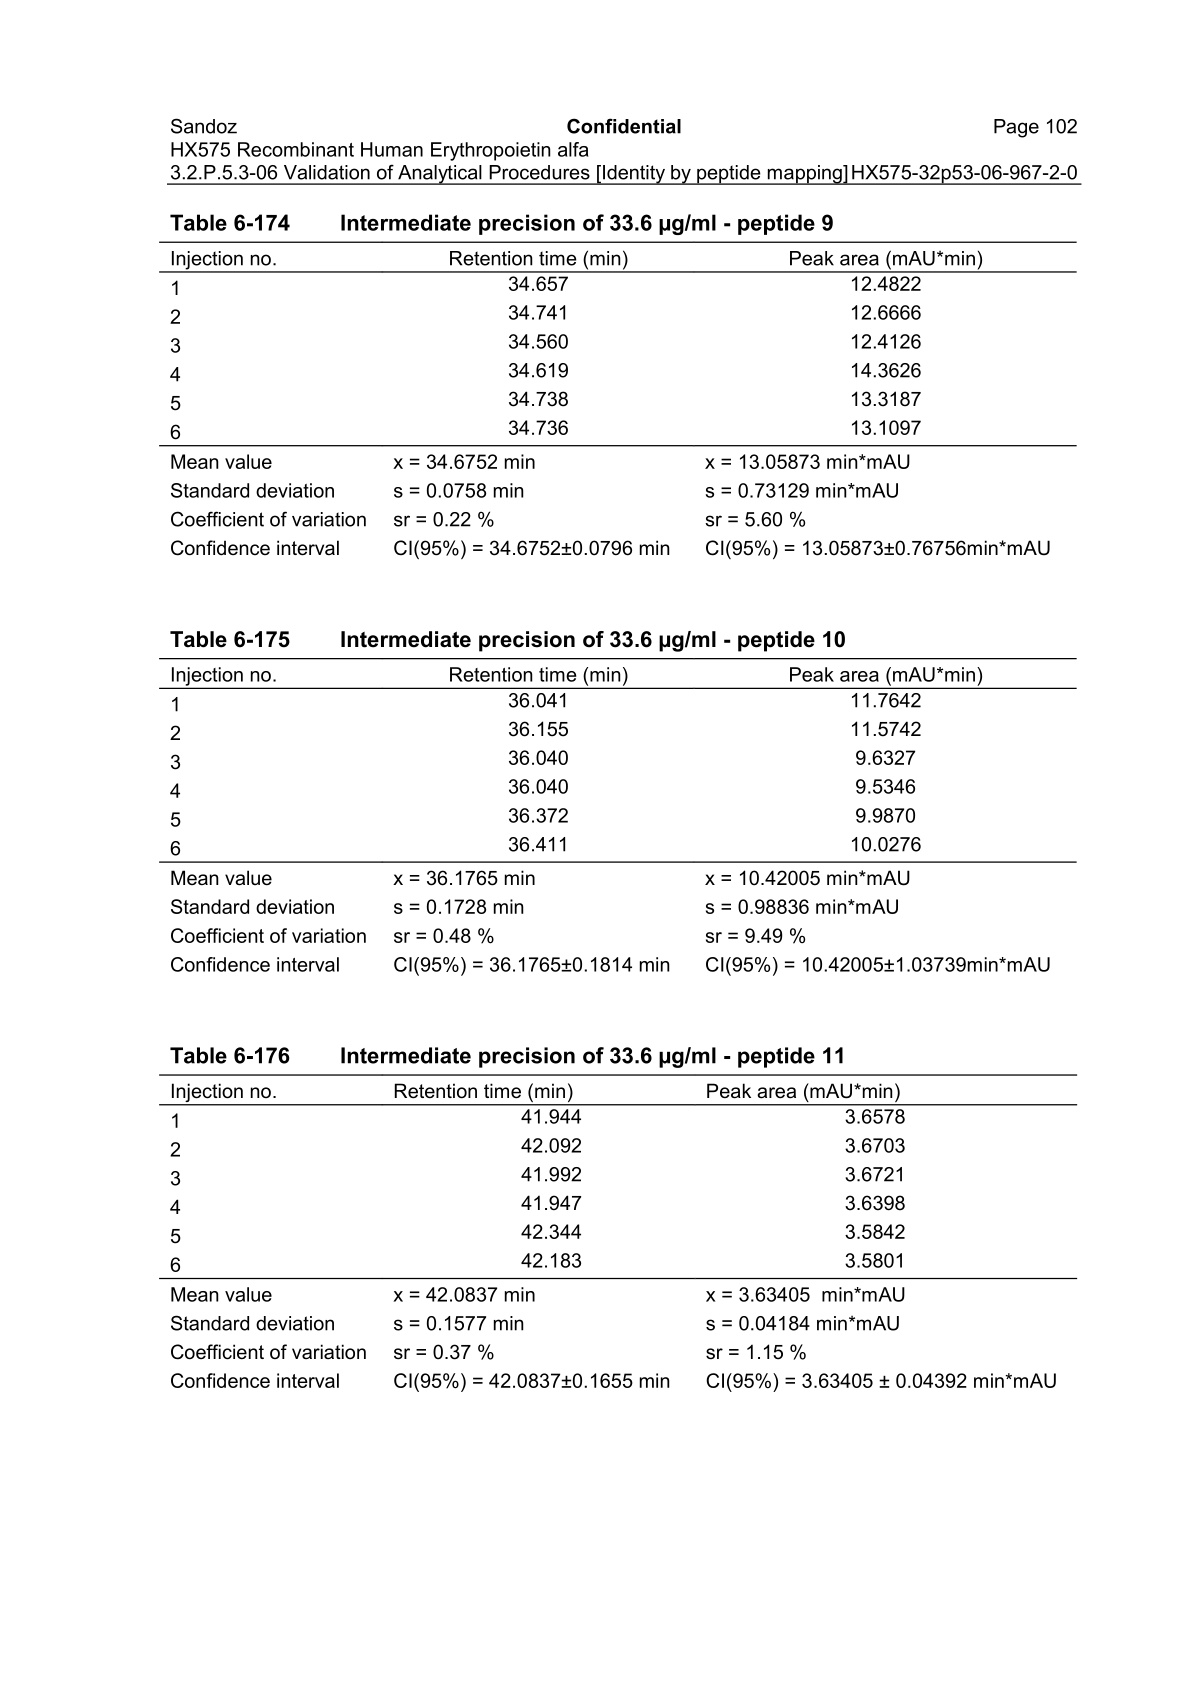 Sandoz Confidential Page 102
HX575 Recombinant Human Erythropoietin alfa
3.2.P.5.3-06 Validation of Analytical Procedures [Identity by peptide mapping] HX575-32p53-06-967-2-0
Table 6-174 Intermediate precision of 33.6 µg/ml - peptide 9
Injection no. Retention time (min) Peak area (mAU*min)
1 34.657 12.4822
2 34.741 12.6666
3 34.560 12.4126
4 34.619 14.3626
5 34.738 13.3187
6 34.736 13.1097
Mean value x = 34.6752 min x = 13.05873 min*mAU
Standard deviation s = 0.0758 min s = 0.73129 min*mAU
Coefficient of variation sr = 0.22 % sr = 5.60 %
Confidence interval CI(95%) = 34.6752±0.0796 min CI(95%) = 13.05873±0.76756min*mAU
Table 6-175 Intermediate precision of 33.6 µg/ml - peptide 10
Injection no. Retention time (min) Peak area (mAU*min)
1 36.041 11.7642
2 36.155 11.5742
3 36.040 9.6327
4 36.040 9.5346
5 36.372 9.9870
6 36.411 10.0276
Mean value x = 36.1765 min x = 10.42005 min*mAU
Standard deviation s = 0.1728 min s = 0.98836 min*mAU
Coefficient of variation sr = 0.48 % sr = 9.49 %
Confidence interval CI(95%) = 36.1765±0.1814 min CI(95%) = 10.42005±1.03739min*mAU
Table 6-176 Intermediate precision of 33.6 µg/ml - peptide 11
Injection no. Retention time (min) Peak area (mAU*min)
1 41.944 3.6578
2 42.092 3.6703
3 41.992 3.6721
4 41.947 3.6398
5 42.344 3.5842
6 42.183 3.5801
Mean value x = 42.0837 min x = 3.63405 min*mAU
Standard deviation s = 0.1577 min s = 0.04184 min*mAU
Coefficient of variation sr = 0.37 % sr = 1.15 %
Confidence interval CI(95%) = 42.0837±0.1655 min CI(95%) = 3.63405 ± 0.04392 min*mAU